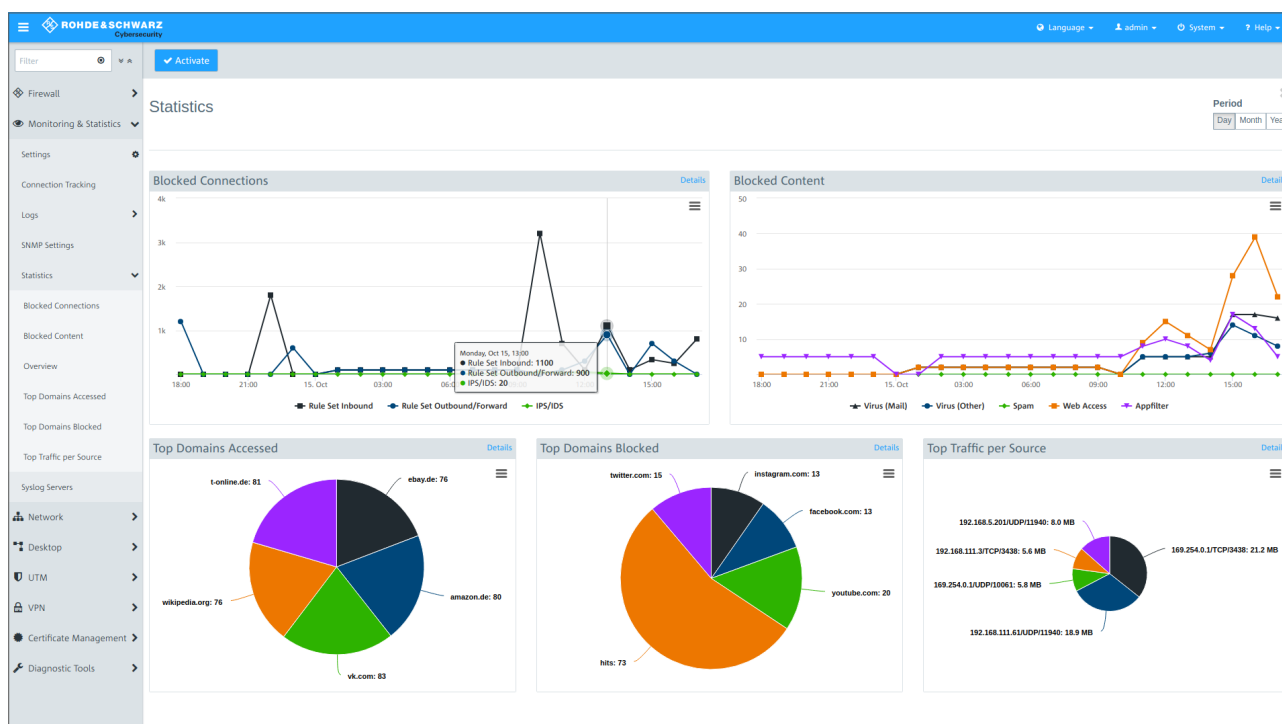 ROHDE & SCHWARZ
Cybersecurity
Language
admin
System
? Help
Filter
Activate
Firewall
Monitoring & Statistics
Settings
Connection Tracking
Logs
SNMP Settings
Statistics
Blocked Connections
Blocked Content
Overview
Top Domains Accessed
Top Domains Blocked
Top Traffic per Source
Syslog Servers
Network
Desktop
UTM
VPN
Certificate Management
Diagnostic Tools
Statistics
Period
Day Month Yea
Blocked Connections Details
4k
3k
2k
1k
Monday, Oct 15, 13:00
Rule Set Inbound: 1100
Rule Set Outbound/Forward: 900
IPS/IDS: 20
18:00 21:00 15. Oct 03:00 15:00
Rule Set Inbound Rule Set Outbound/Forward IPS/IDS
Blocked Content Detail
50
40
30
20
10
18:00 21:00 15. Oct 03:00 06:00 09:00 12:00 15:00
Virus (Mail) Virus (Other) Spam Web Access Appfilter
Top Domains Accessed Details
t-online.de: 81
ebay.de: 76
wikipedia.org: 76
amazon.de: 80
vk.com: 83
Top Domains Blocked Details
twitter.com: 15
instagram.com: 13
facebook.com: 13
youtube.com: 20
hits: 73
Top Traffic per Source Detail
192.168.5.201/UDP/11940: 8.0 MB
192.168.111.3/TCP/3438: 5.6 MB
169.254.0.1/TCP/3438: 21.2 MB
169.254.0.1/UDP/10061: 5.8 MB
192.168.111.61/UDP/11940: 18.9 MB